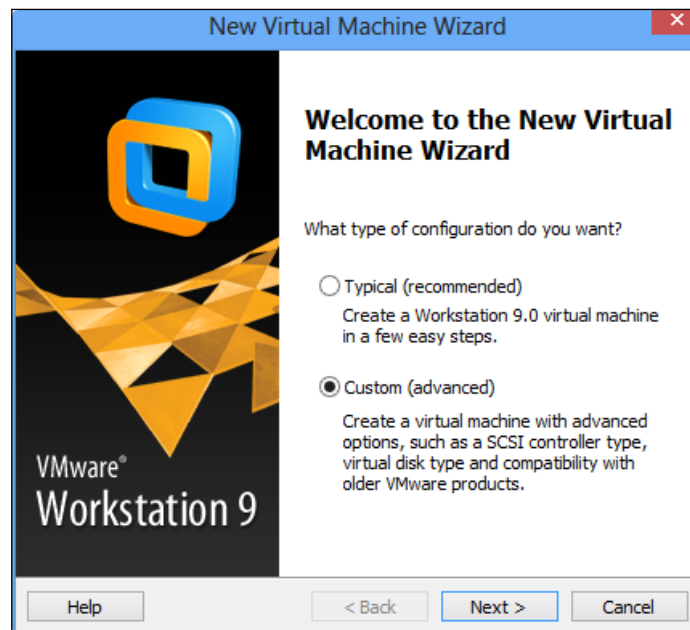 New Virtual Machine Wizard
Welcome to the New Virtual
Machine Wizard
What type of configuration do you want?
Typical (recommended)
Create a Workstation 9.0 virtual machine
in a few easy steps.
Custom (advanced)
Create a virtual machine with advanced
options, such as a SCSI controller type,
virtual disk type and compatibility with
older VMware products.
VMware®
Workstation 9
Help
< Back
Next >
Cancel